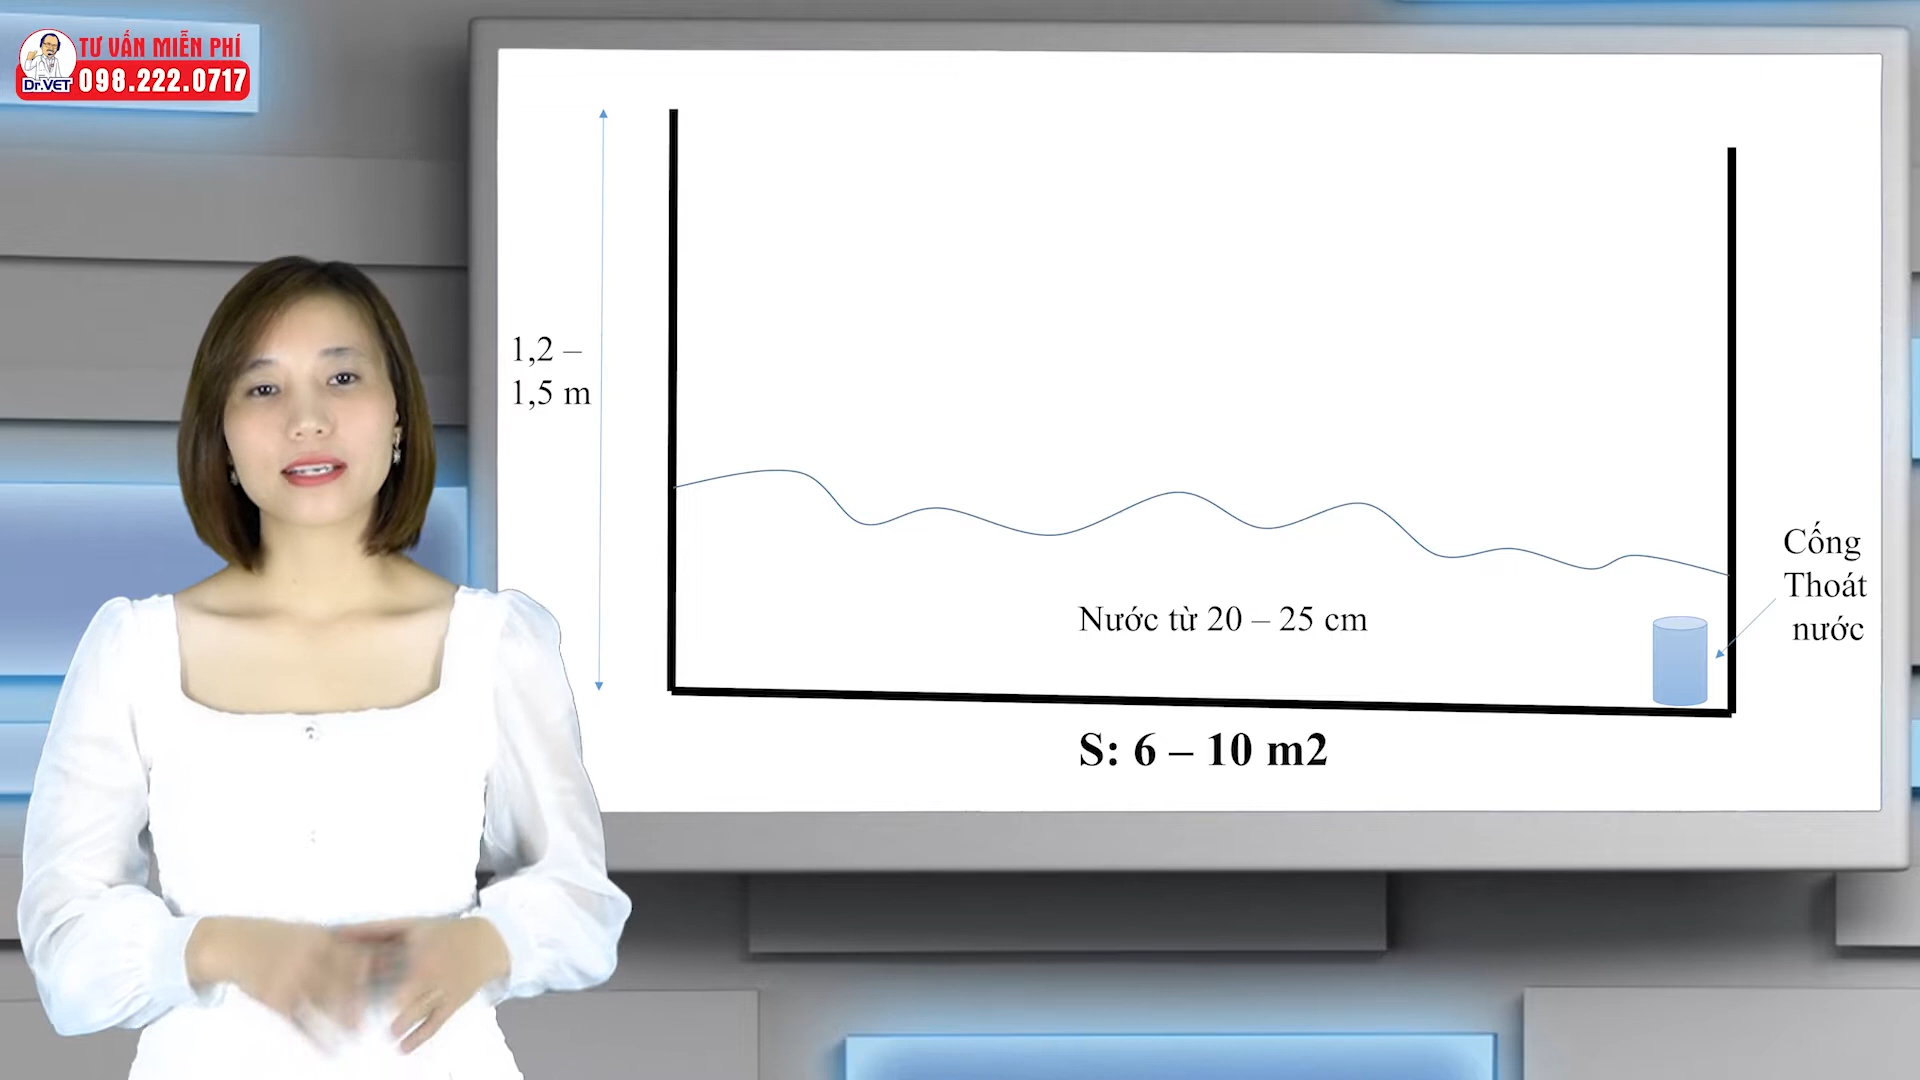 TƯ VẤN MIỄN PHÍ
Dr.VET 098.222.0717
1,2 –
1,5 m
Nước từ 20 – 25 cm
Cống
Thoát
nước
S: 6 – 10 m2